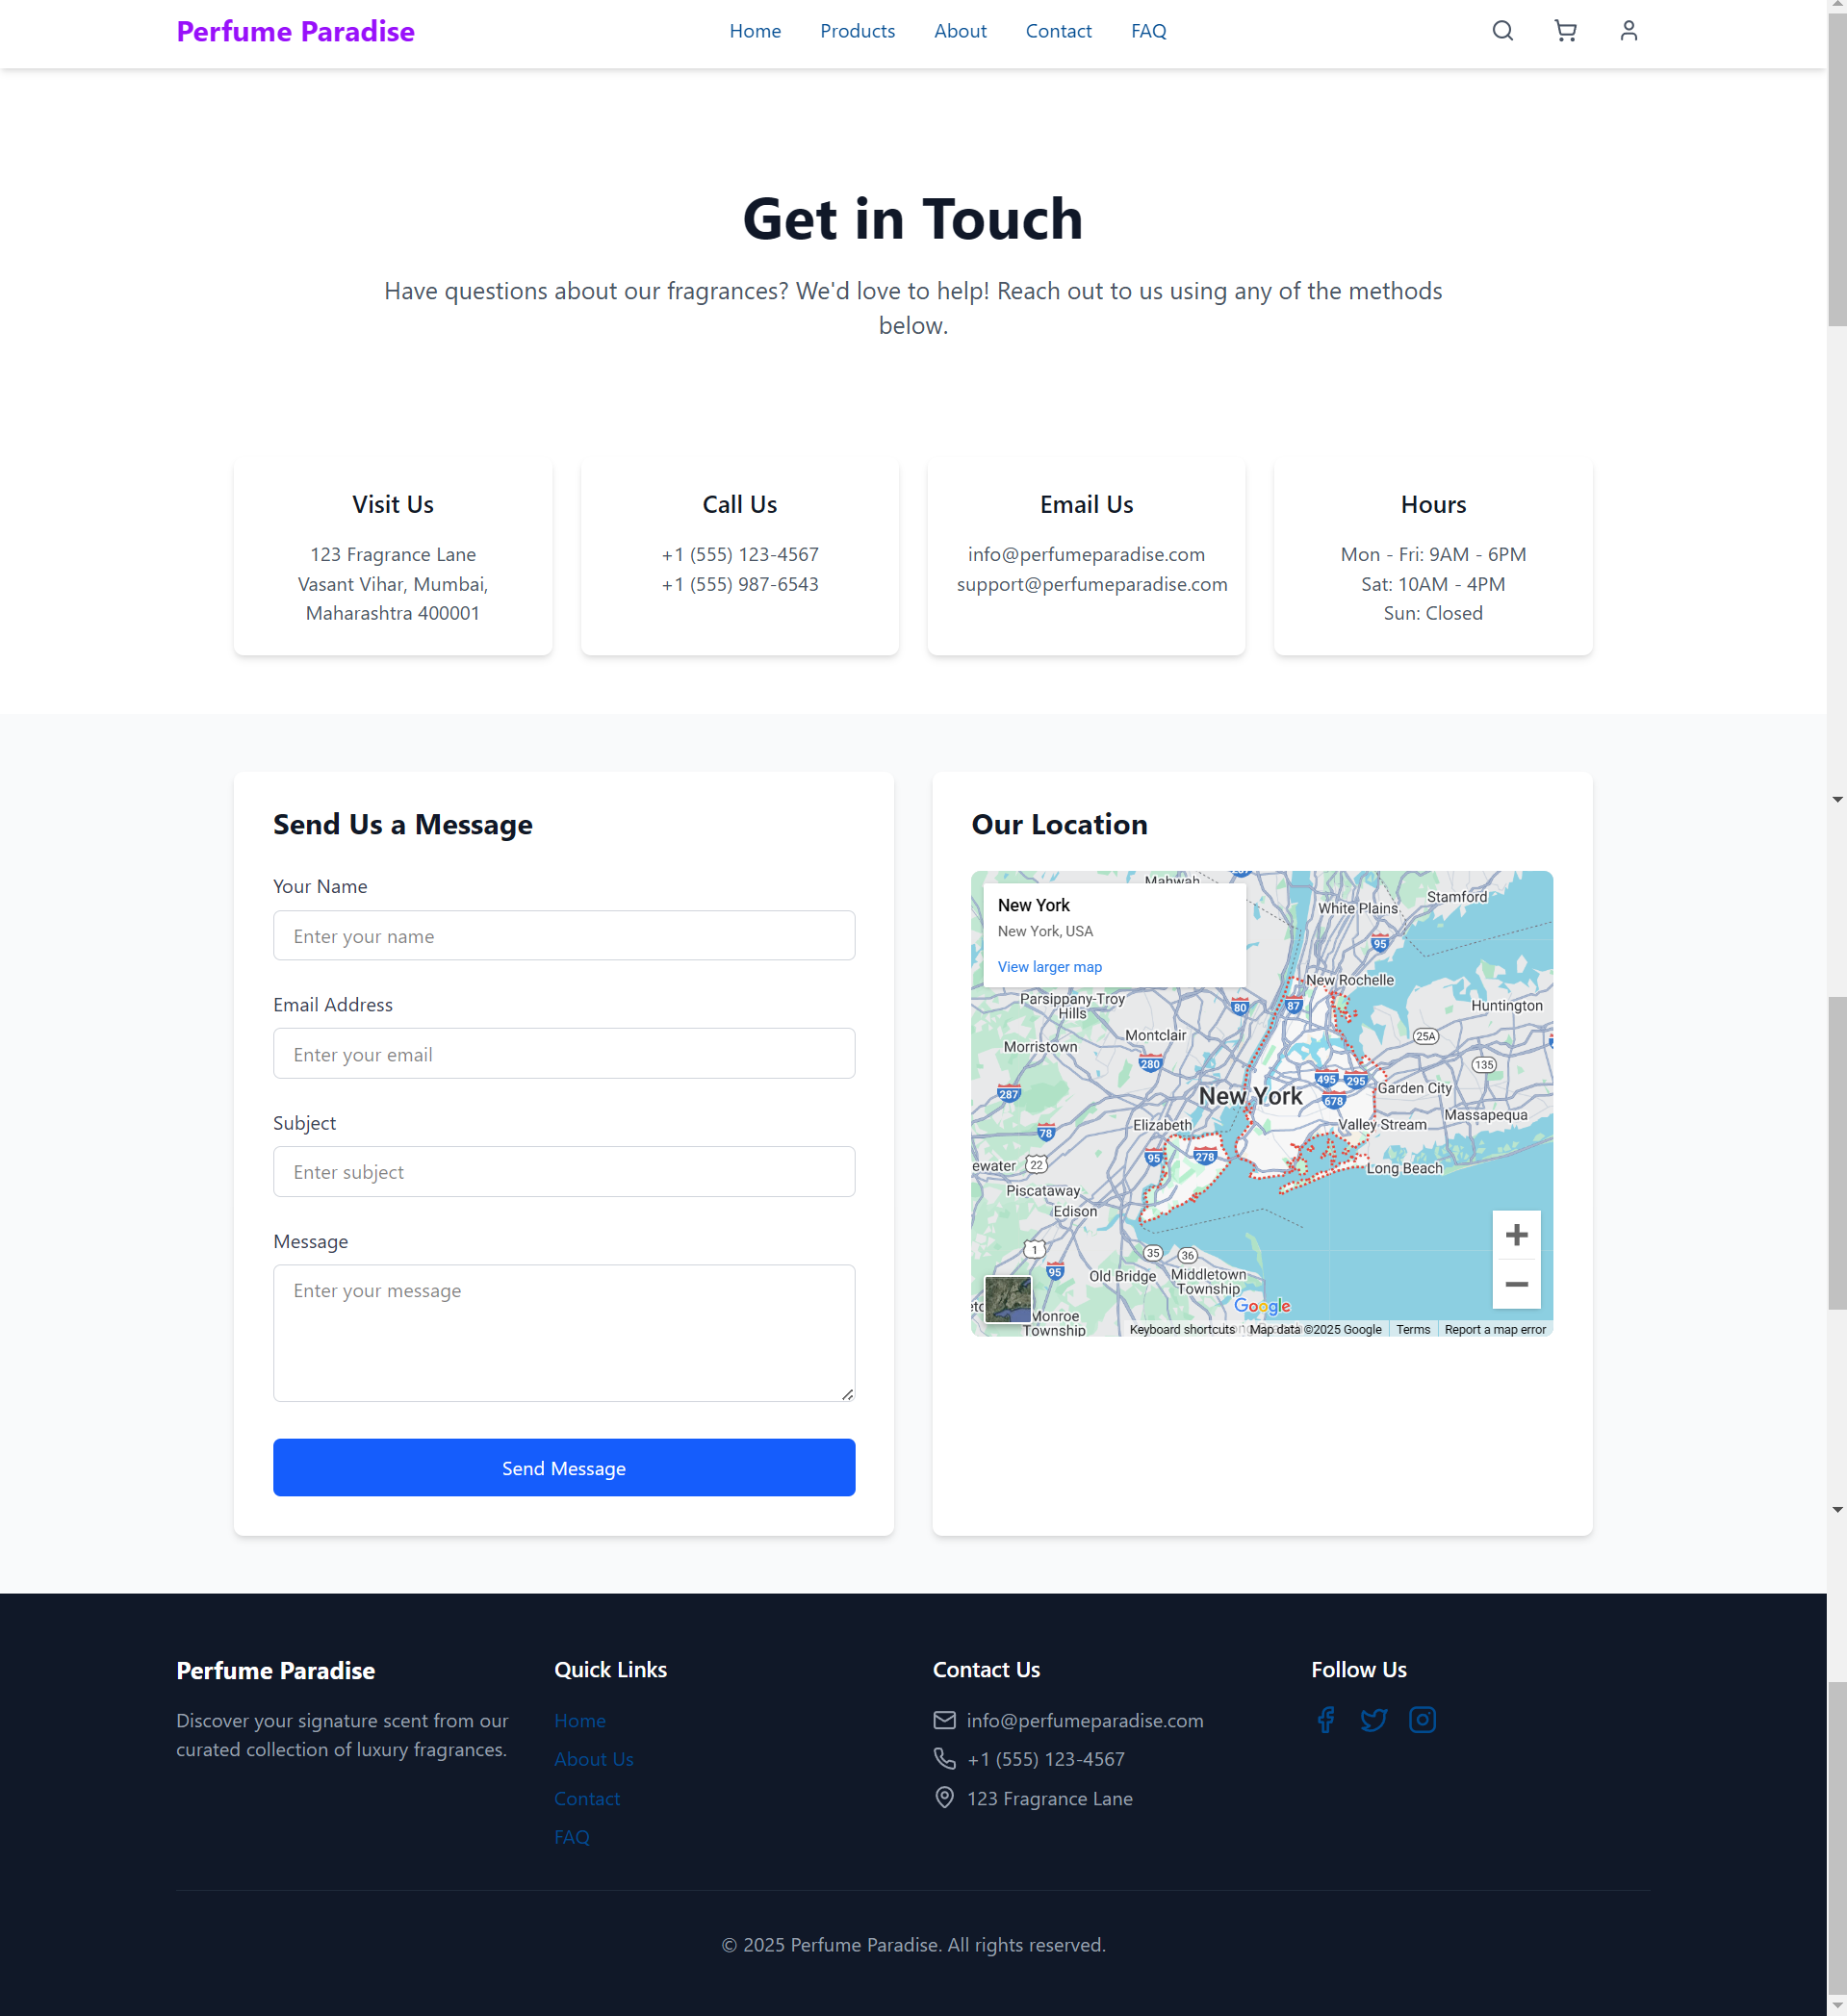 Perfume Paradise
Home Products About Contact FAQ
Get in Touch
Have questions about our fragrances? We'd love to help! Reach out to us using any of the methods
below.
Visit Us
123 Fragrance Lane
Vasant Vihar, Mumbai,
Maharashtra 400001
Call Us
+1 (555) 123-4567
+1 (555) 987-6543
Email Us
info@perfumeparadise.com
support@perfumeparadise.com
Hours
Mon - Fri: 9AM - 6PM
Sat: 10AM - 4PM
Sun: Closed
Send Us a Message
Your Name
Enter your name
Email Address
Enter your email
Subject
Enter subject
Message
Enter your message
Send Message
Our Location
New York
New York, USA
View larger map
Mahwah
Stamford
White Plains
95
New Rochelle
Parsippany-Troy
Hills
80
87
Huntington
Montclair
25A
Morristown
280
135
495
295
Garden City
287
New York
678
Massapequa
78
Elizabeth
Valley Stream
95
278
ewater
22
Long Beach
Piscataway
Edison
1
35
36
95
Old Bridge
Middletown
Township
Google
Monroe
Township
Keyboard shortcuts
Map data ©2025 Google
Terms
Report a map error
Perfume Paradise
Discover your signature scent from our
curated collection of luxury fragrances.
Quick Links
Home
About Us
Contact
FAQ
Contact Us
info@perfumeparadise.com
+1 (555) 123-4567
123 Fragrance Lane
Follow Us
© 2025 Perfume Paradise. All rights reserved.